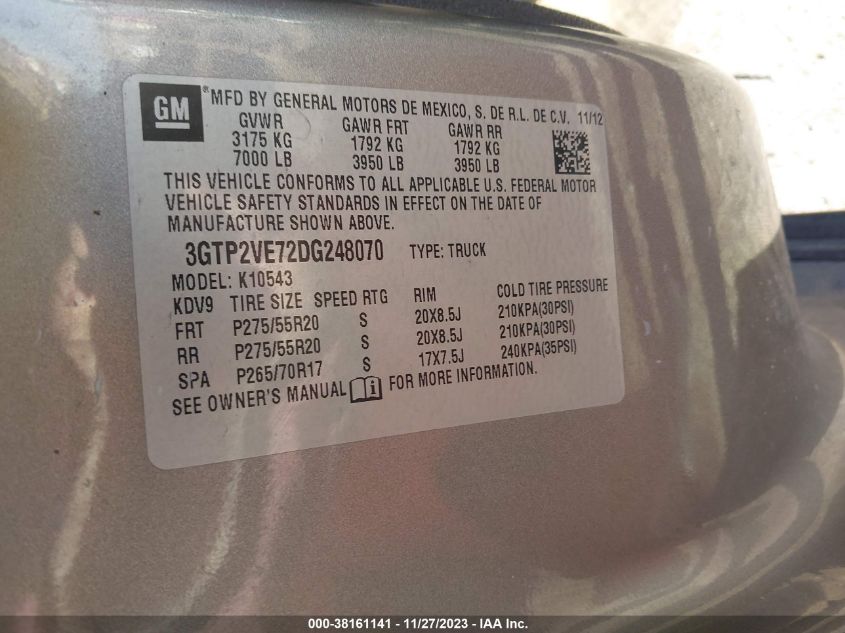 GM ® MFD BY GENERAL MOTORS DE MEXICO, S. DE R.L. DE C.V. 11/12
GVWR GAWR FRT GAWR RR
3175 KG 1792 KG 1792 KG
7000 LB 3950 LB 3950 LB
THIS VEHICLE CONFORMS TO ALL APPLICABLE U.S. FEDERAL MOTOR
VEHICLE SAFETY STANDARDS IN EFFECT ON THE DATE OF
MANUFACTURE SHOWN ABOVE.
3GTP2VE72DG248070 TYPE: TRUCK
MODEL: K10543
KDV9 TIRE SIZE SPEED RTG RIM COLD TIRE PRESSURE
FRT P275/55R20 S 20X8.5J 210KPA(30PSI)
RR P275/55R20 S 20X8.5J 210KPA(30PSI)
SPA P265/70R17 S 17X7.5J 240KPA(35PSI)
SEE OWNER'S MANUAL i FOR MORE INFORMATION.
000-38161141 - 11/27/2023 - IAA Inc.